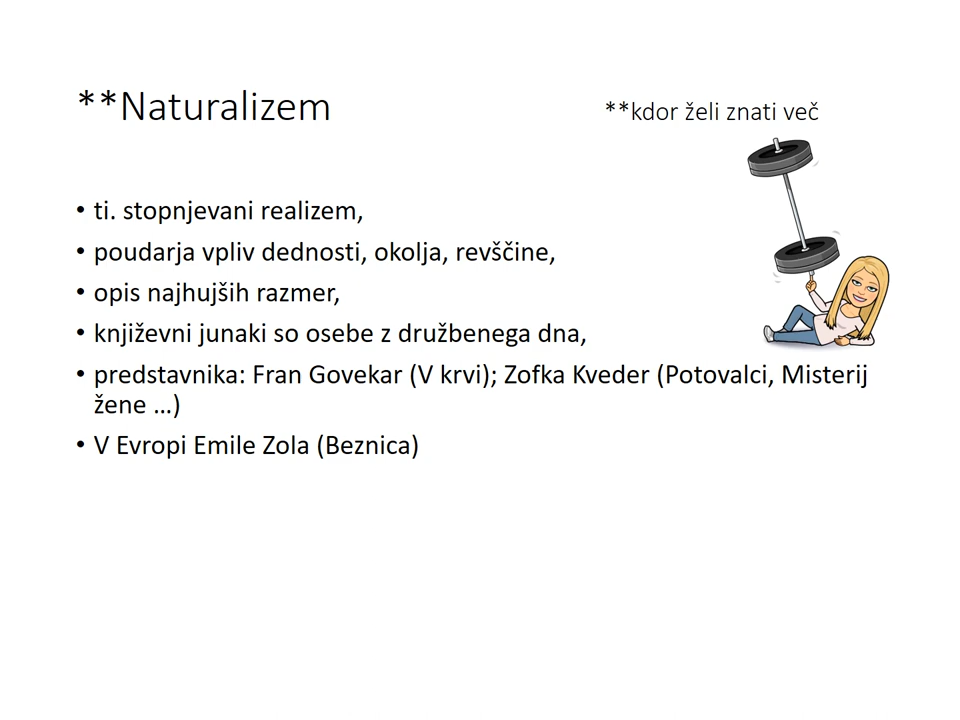 **Naturalizem
**kdor želi znati več
• ti. stopnjevani realizem,
• poudarja vpliv dednosti, okolja, revščine,
• opis najhujših razmer,
• književni junaki so osebe z družbenega dna,
• predstavnika: Fran Govekar (V krvi); Zofka Kveder (Potovalci, Misterij
žene …)
• V Evropi Emile Zola (Beznica)